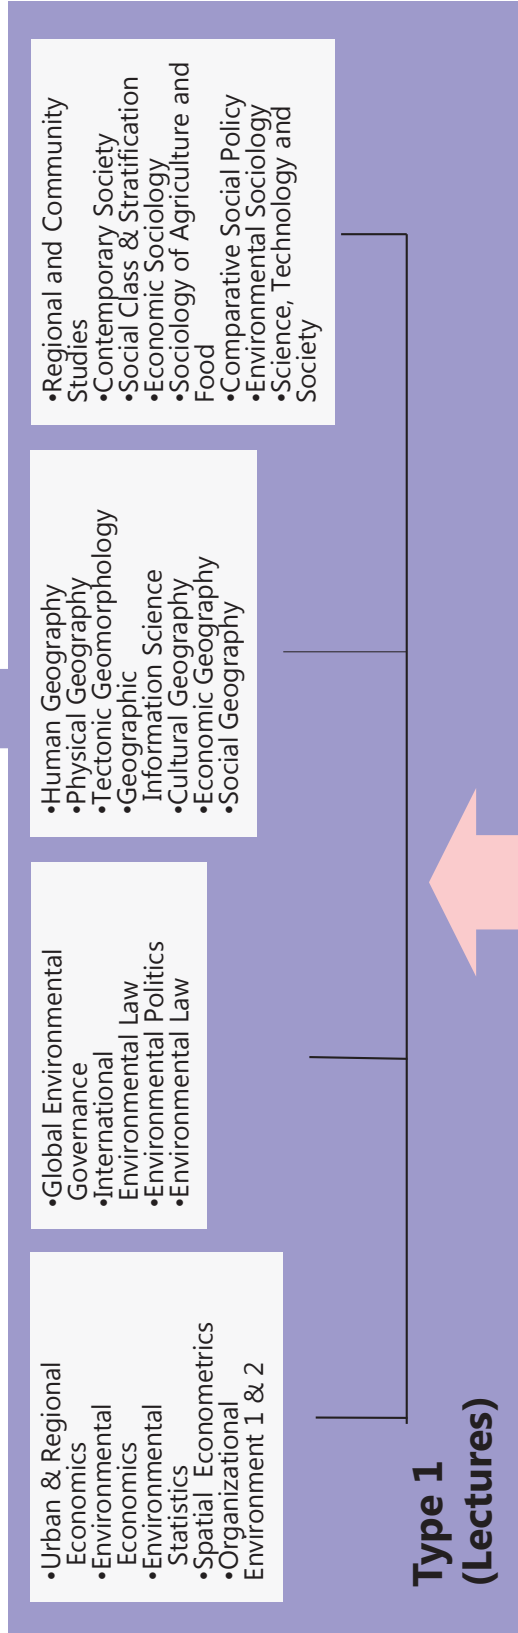 •Urban & Regional
Economics
•Environmental
Economics
•Environmental
Statistics
•Spatial Econometrics
•Organizational
Environment 1 & 2
•Global Environmental
Governance
•International
Environmental Law
•Environmental Politics
•Environmental Law
•Human Geography
•Physical Geography
•Tectonic Geomorphology
•Geographic
Information Science
•Cultural Geography
•Economic Geography
•Social Geography
•Regional and Community
Studies
•Contemporary Society
•Social Class & Stratification
•Economic Sociology
•Sociology of Agriculture and
Food
•Comparative Social Policy
•Environmental Sociology
•Science, Technology and
Society
Type 1
(Lectures)